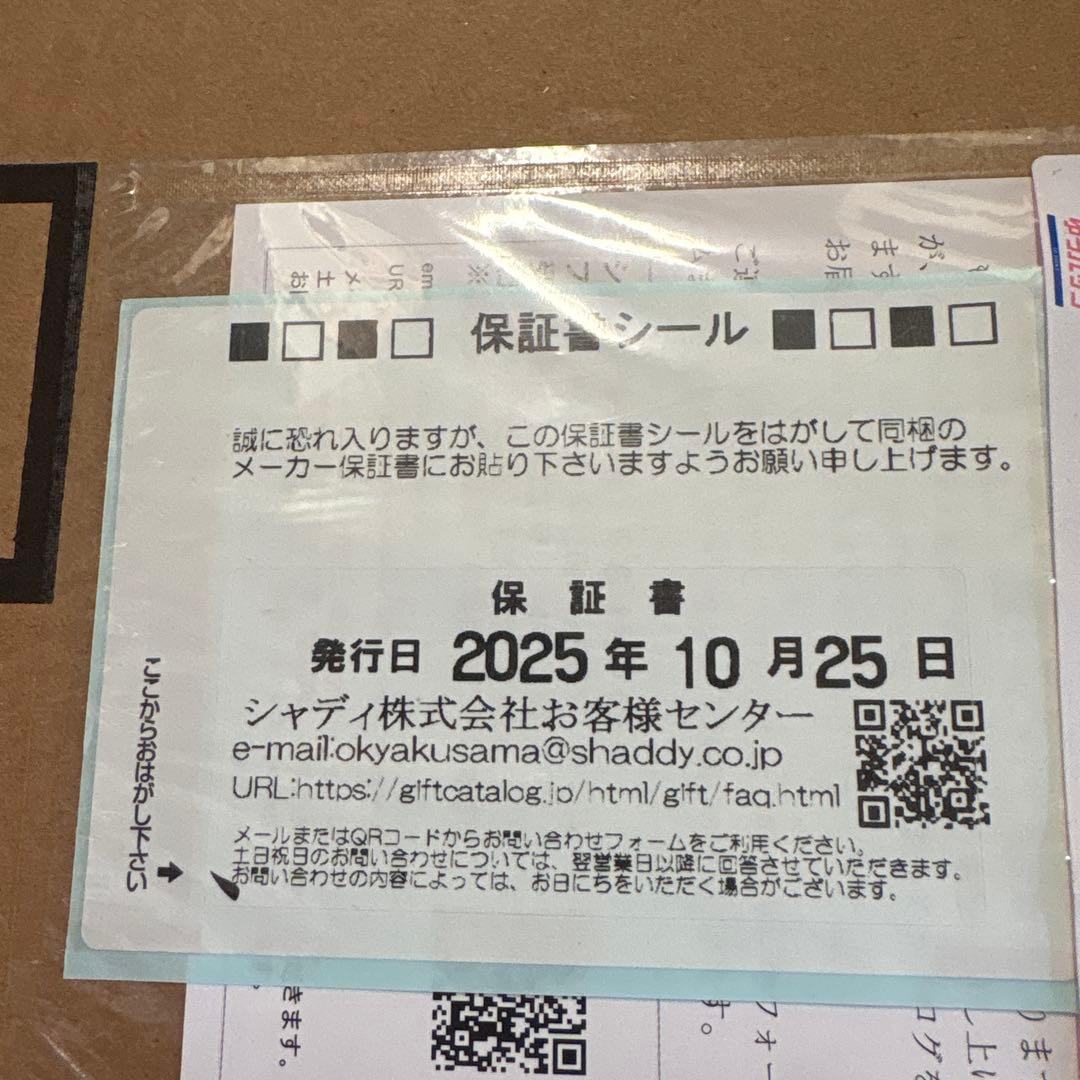 ■□■□ 保証書シール ■□■□
誠に恐れ入りますが、この保証書シールをはがして同梱の
メーカー保証書にお貼り下さいますようお願い申し上げます。
保 証 書
発行日 2025 年 10 月 25 日
シャディ株式会社お客様センター
e-mail:okyakusama@shaddy.co.jp
URL:https://giftcatalog.jp/html/gift/faq.html
メールまたはQRコードからお問い合わせフォームをご利用ください。
土日祝日のお問い合わせについては、翌営業日以降に回答させていただきます。
お問い合わせの内容によっては、お日にちをいただく場合がございます。
ここからおはがし下さい
きます。